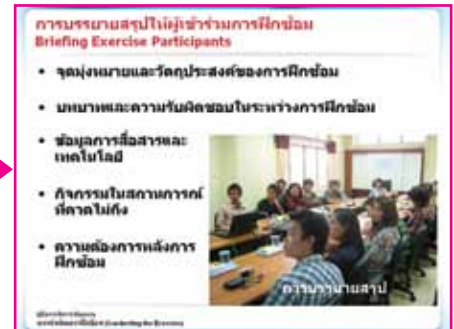 การบรรยายสรุปให้ผู้เข้าร่วมการฝึกซ้อม
Briefing Exercise Participants
• จุดมุ่งหมายและวัตถุประสงค์ของการฝึกซ้อม
• บทบาทและความรับผิดชอบในระหว่างการฝึกซ้อม
• ข้อมูลการสื่อสารและ
เทคโนโลยี
• กิจกรรมในสถานการณ์
ที่คาดไม่ถึง
• ความต้องการหลังการ
ฝึกซ้อม
การบรรยายสรุป
(Conducting the Exercise)